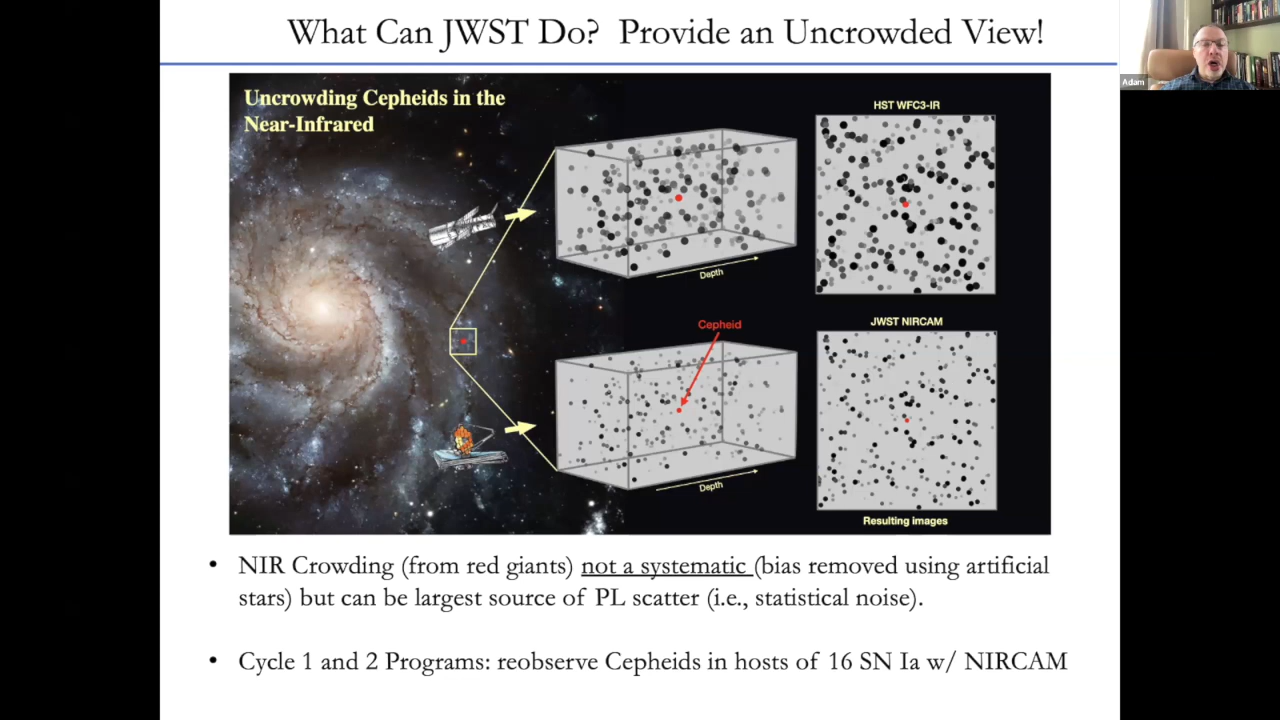 What Can JWST Do? Provide an Uncrowded View!
Adam
Uncrowding Cepheids in the
Near-Infrared
HST WFC3-IR
Depth
Cepheid
JWST NIRCAM
Depth
Resulting images
• NIR Crowding (from red giants) not a systematic (bias removed using artificial
stars) but can be largest source of PL scatter (i.e., statistical noise).
• Cycle 1 and 2 Programs: reobserve Cepheids in hosts of 16 SN Ia w/ NIRCAM